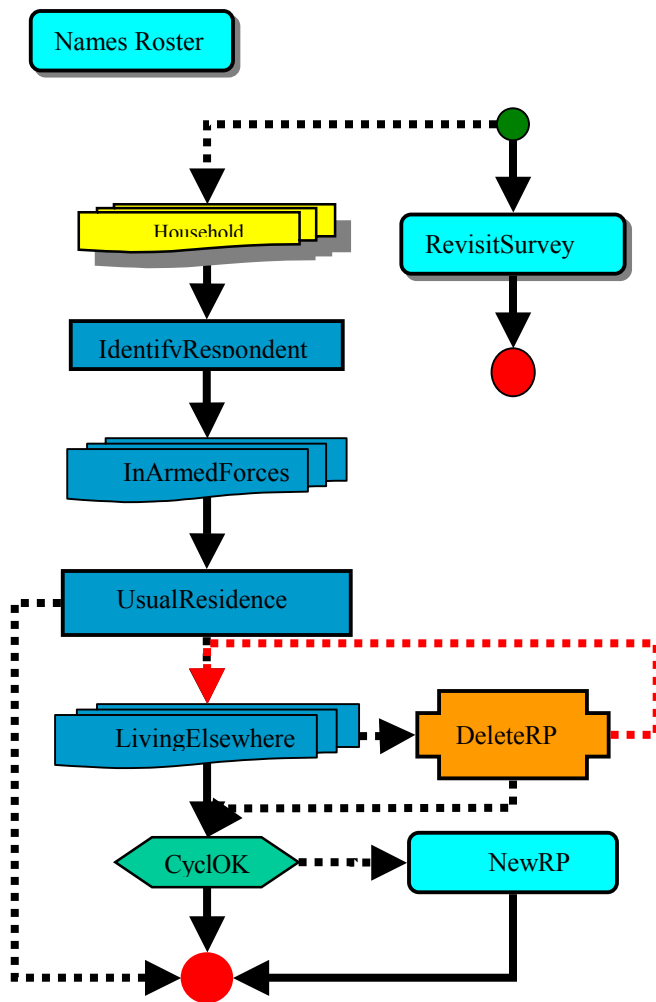 Names Roster
Household
RevisitSurvey
IdentifyRespondent
InArmedForces
UsualResidence
LivingElsewhere
DeleteRP
CyclOK
NewRP